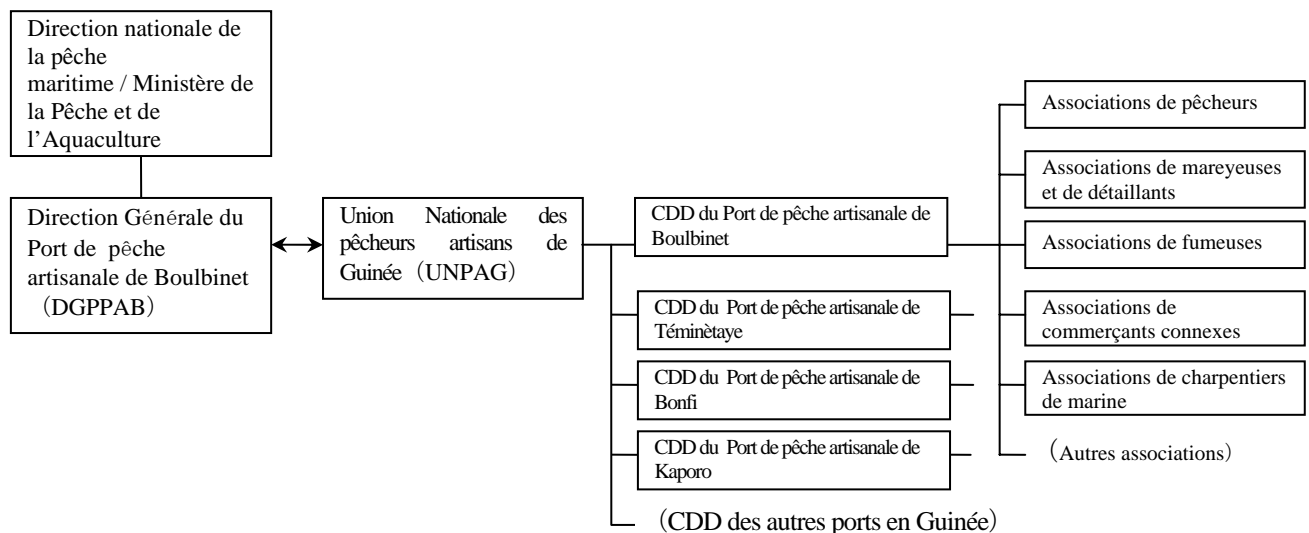 Direction nationale de
la pêche
maritime / Ministère de
la Pêche et de
l’Aquaculture
Direction Générale du
Port de pêche
artisanale de Boulbinet
（DGPPAB）
Union Nationale des
pêcheurs artisans de
Guinée（UNPAG）
CDD du Port de pêche artisanale de
Boulbinet
CDD du Port de pêche artisanale de
Téminètaye
CDD du Port de pêche artisanale de
Bonfi
CDD du Port de pêche artisanale de
Kaporo
（CDD des autres ports en Guinée）
Associations de pêcheurs
Associations de mareyeuses
et de détaillants
Associations de fumeuses
Associations de
commerçants connexes
Associations de charpentiers
de marine
（Autres associations）